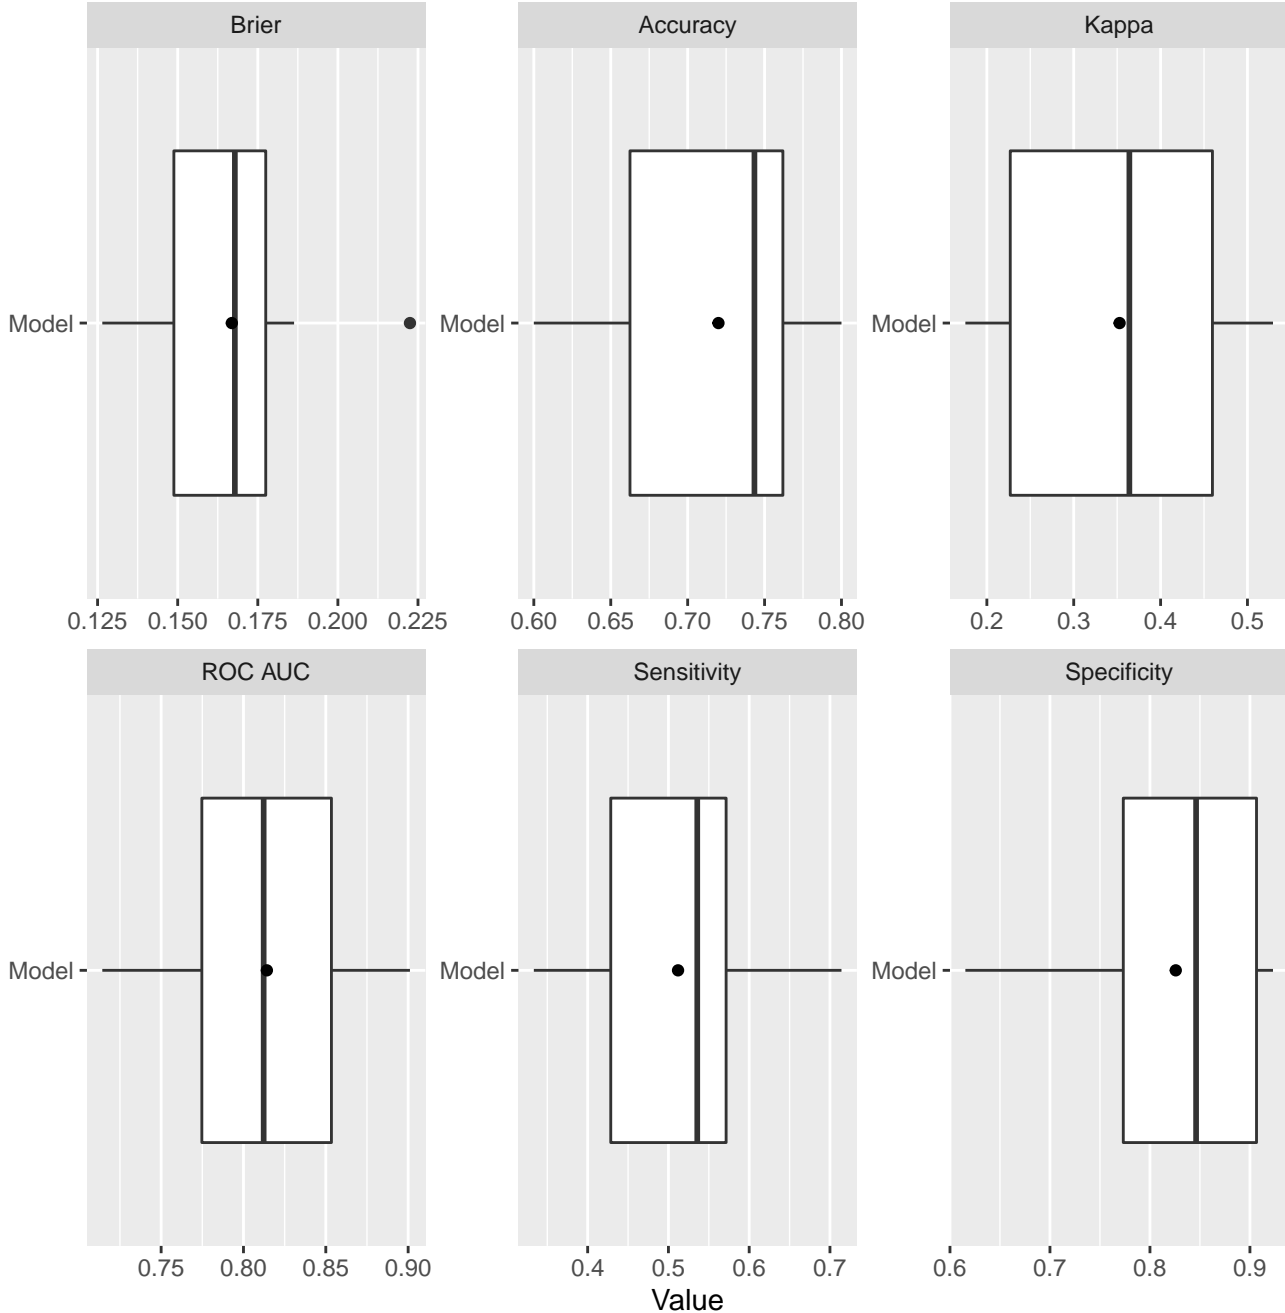 Brier Accuracy Kappa
Model Model Model
0.125 0.150 0.175 0.200 0.225 0.60 0.65 0.70 0.75 0.80 0.2 0.3 0.4 0.5
ROC AUC Sensitivity Specificity
Model Model Model
0.75 0.80 0.85 0.90 0.4 0.5 0.6 0.7 0.6 0.7 0.8 0.9
Value